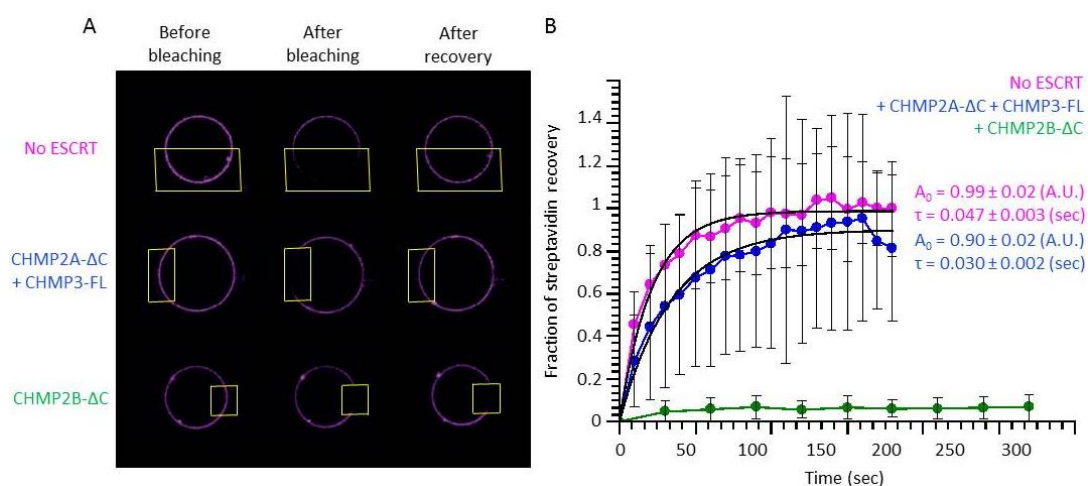 A
Before
bleaching
After
bleaching
After
recovery
No ESCRT
CHMP2A-ΔC
+ CHMP3-FL
CHMP2B-ΔC
B
No ESCRT
+ CHMP2A-ΔC + CHMP3-FL
+ CHMP2B-ΔC
Fraction of streptavidin recovery
1.4
1.2
1
0.8
0.6
0.4
0.2
0
A₀ = 0.99 ± 0.02 (A.U.)
τ = 0.047 ± 0.003 (sec)
A₀ = 0.90 ± 0.02 (A.U.)
τ = 0.030 ± 0.002 (sec)
0 50 100 150 200 250 300
Time (sec)